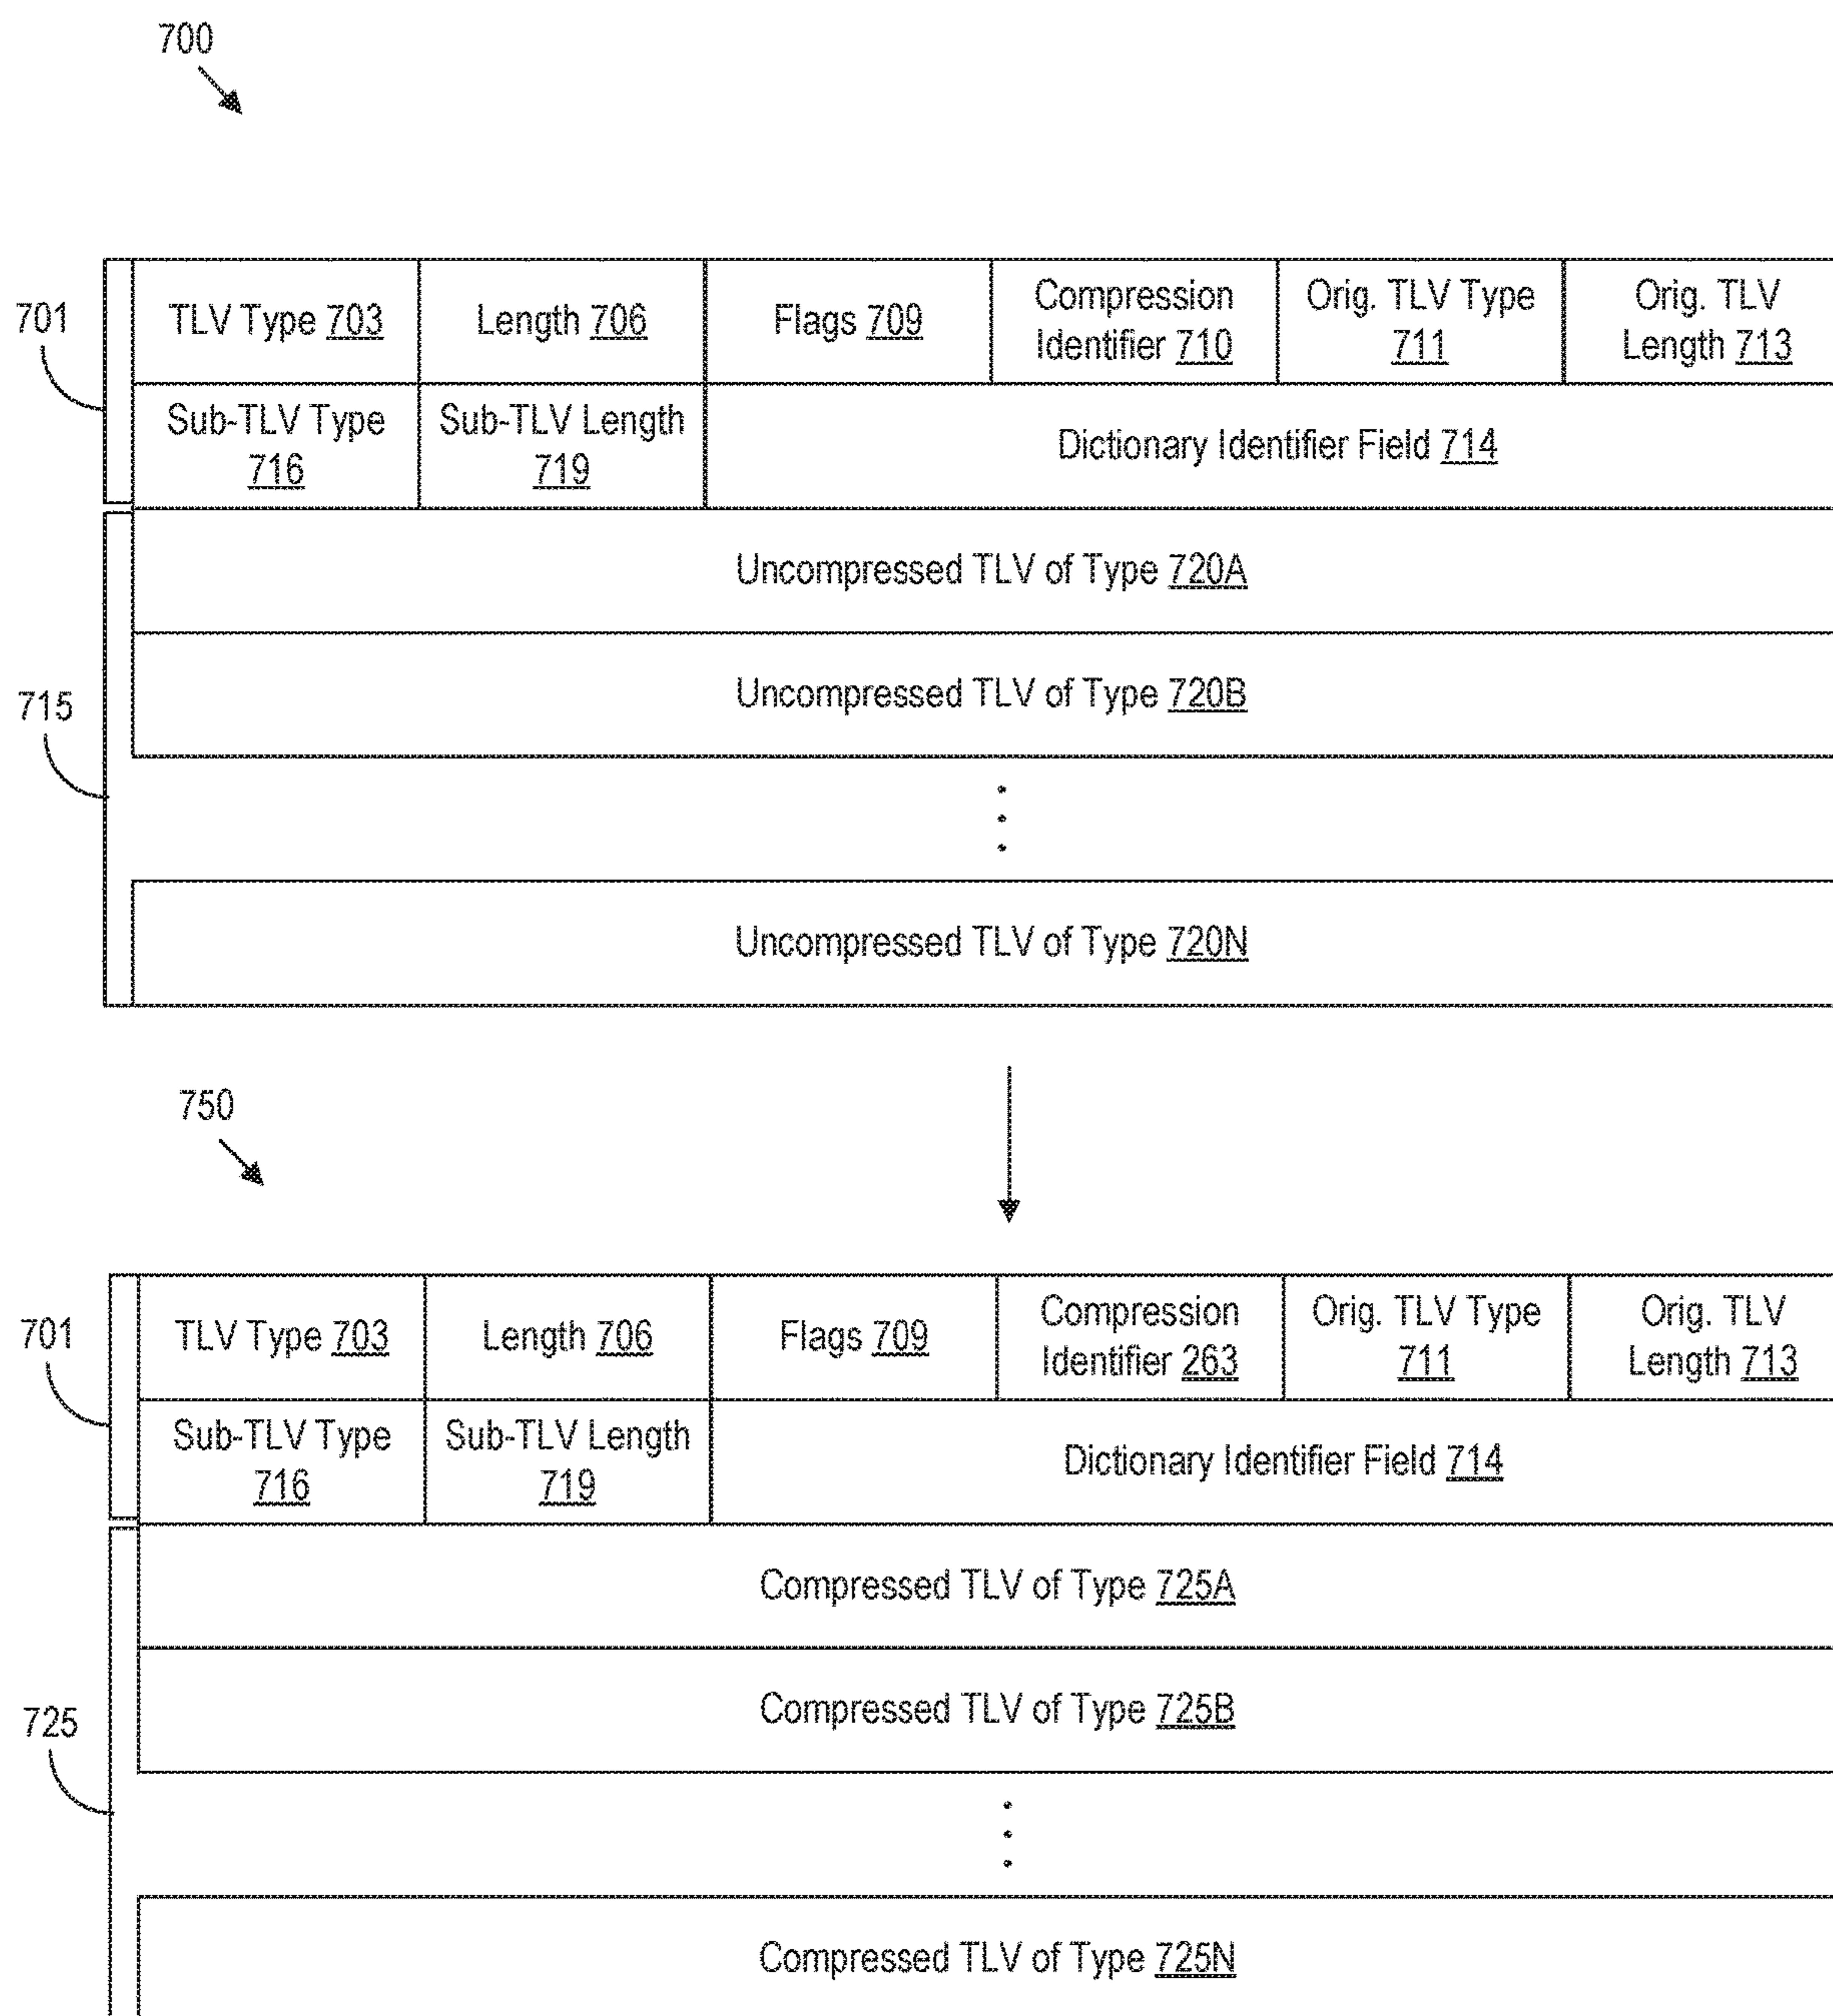 700
701
TLV Type 703
Length 706
Flags 709
Compression
Identifier 710
Orig. TLV Type
711
Orig. TLV
Length 713
Sub-TLV Type
716
Sub-TLV Length
719
Dictionary Identifier Field 714
715
Uncompressed TLV of Type 720A
Uncompressed TLV of Type 720B
Uncompressed TLV of Type 720N
750
701
TLV Type 703
Length 706
Flags 709
Compression
Identifier 263
Orig. TLV Type
711
Orig. TLV
Length 713
Sub-TLV Type
716
Sub-TLV Length
719
Dictionary Identifier Field 714
725
Compressed TLV of Type 725A
Compressed TLV of Type 725B
Compressed TLV of Type 725N